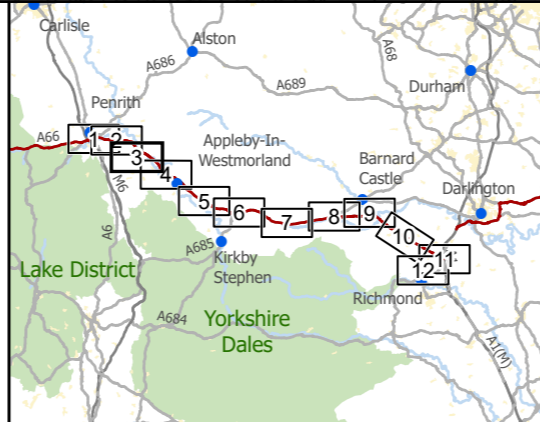 Carlisle
Alston
A686
A68
A689
Durham
Penrith
A66
1
2
3
4
5
6
7
8
9
10
11
12
M6
A6
Appleby-In-
Westmorland
Barnard
Castle
Darlington
Lake District
A685
Kirkby
Stephen
Richmond
A684
Yorkshire
Dales
A1(M)